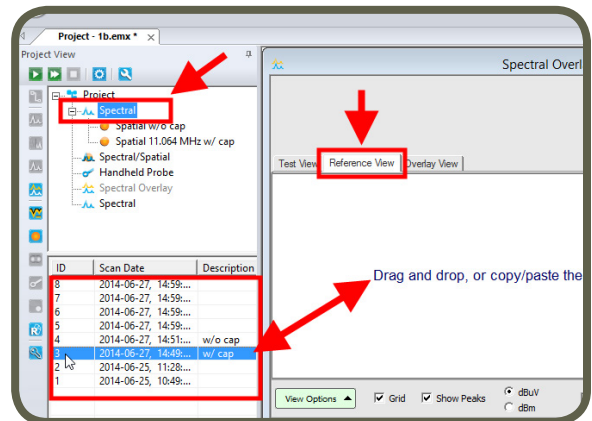 Project - 1b.emx *
Project View
Project
Spectral
Spatial w/o cap
Spatial 11.064 MHz w/ cap
Spectral/Spatial
Handheld Probe
Spectral Overlay
Spectral
ID Scan Date Description
8 2014-06-27, 14:59:...
7 2014-06-27, 14:59:...
6 2014-06-27, 14:59:...
5 2014-06-27, 14:59:...
4 2014-06-27, 14:51:... w/o cap
3 2014-06-27, 14:49:... w/ cap
2 2014-06-25, 11:28:...
1 2014-06-25, 10:49:...
Spectral Overl
Test View Reference View Overlay View
Drag and drop, or copy/paste the
View Options Grid Show Peaks dBuV
dBm